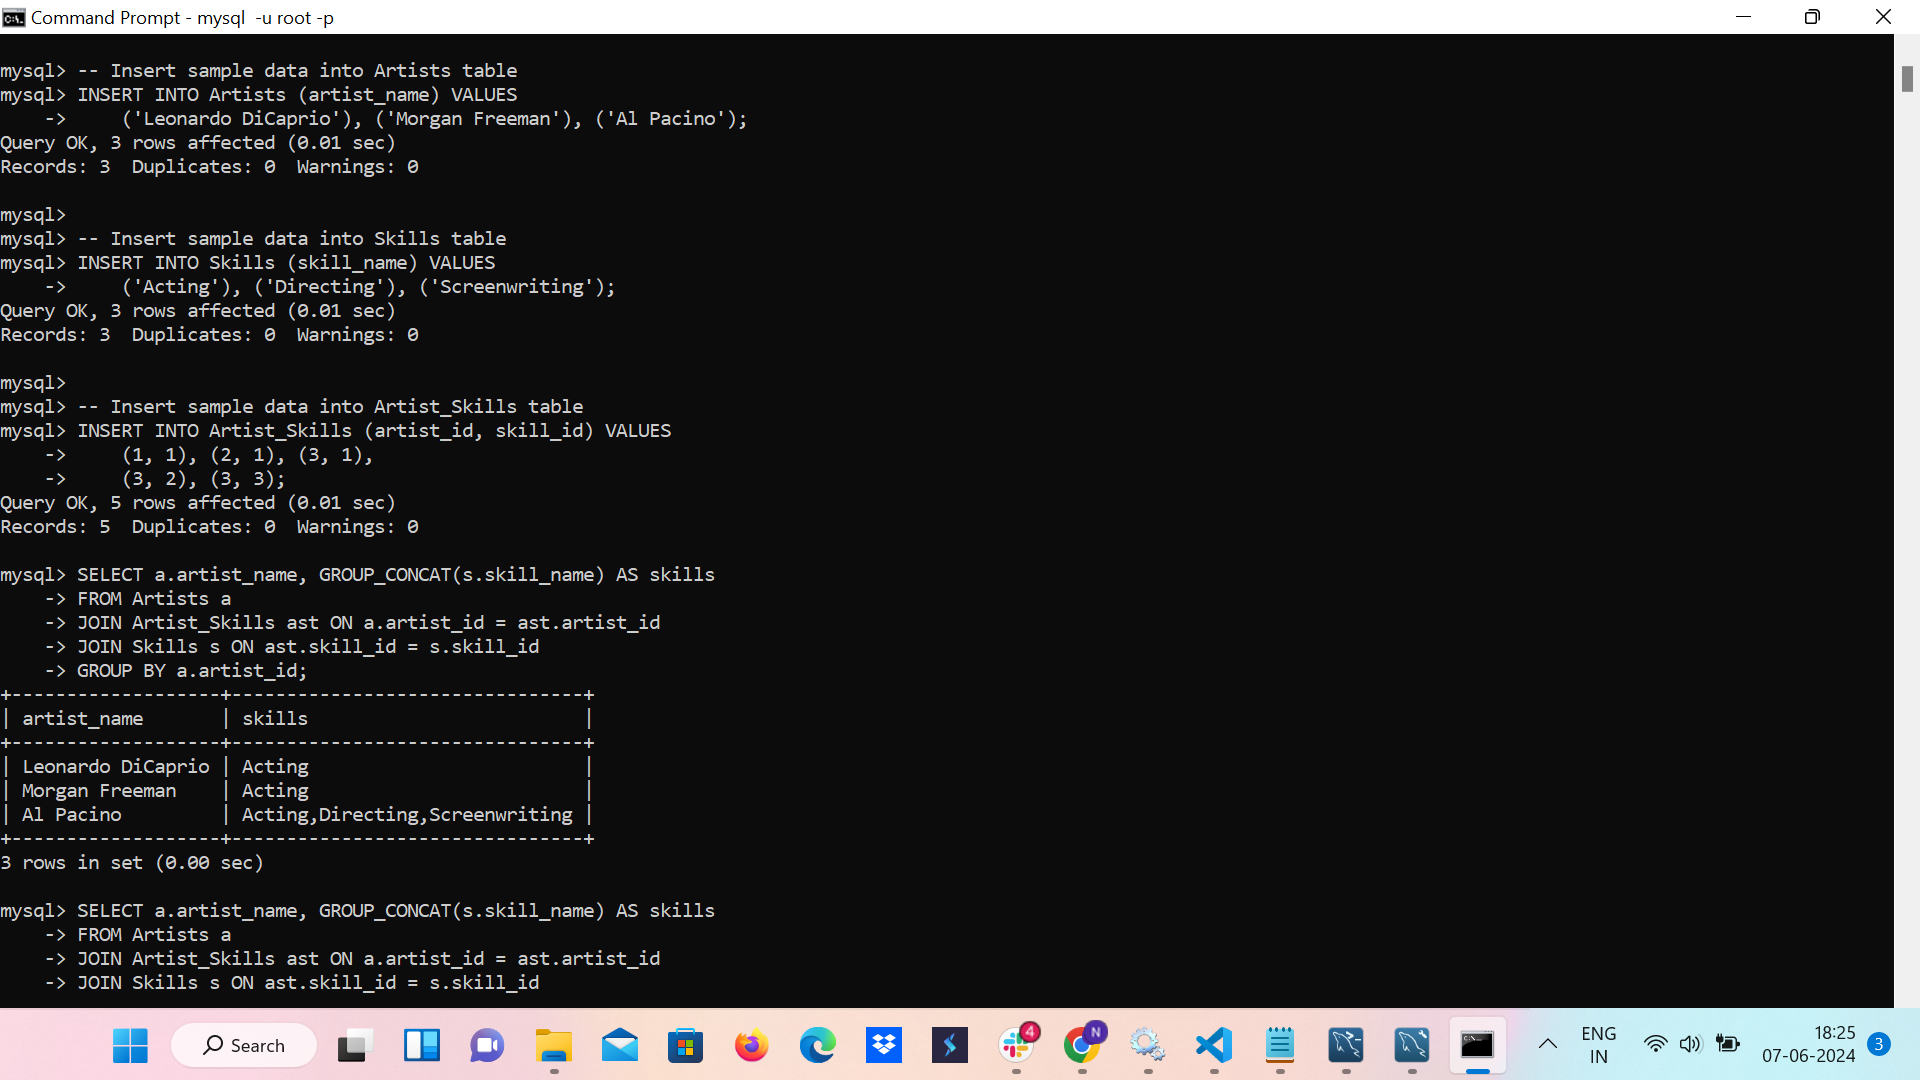 Command Prompt - mysql  -u root -p
mysql> -- Insert sample data into Artists table
mysql> INSERT INTO Artists (artist_name) VALUES
    ->     ('Leonardo DiCaprio'), ('Morgan Freeman'), ('Al Pacino');
Query OK, 3 rows affected (0.01 sec)
Records: 3  Duplicates: 0  Warnings: 0
mysql>
mysql> -- Insert sample data into Skills table
mysql> INSERT INTO Skills (skill_name) VALUES
    ->     ('Acting'), ('Directing'), ('Screenwriting');
Query OK, 3 rows affected (0.01 sec)
Records: 3  Duplicates: 0  Warnings: 0
mysql>
mysql> -- Insert sample data into Artist_Skills table
mysql> INSERT INTO Artist_Skills (artist_id, skill_id) VALUES
    ->     (1, 1), (2, 1), (3, 1),
    ->     (3, 2), (3, 3);
Query OK, 5 rows affected (0.01 sec)
Records: 5  Duplicates: 0  Warnings: 0
mysql> SELECT a.artist_name, GROUP_CONCAT(s.skill_name) AS skills
    -> FROM Artists a
    -> JOIN Artist_Skills ast ON a.artist_id = ast.artist_id
    -> JOIN Skills s ON ast.skill_id = s.skill_id
    -> GROUP BY a.artist_id;
+-------------------+--------------------------------+
| artist_name       | skills                         |
+-------------------+--------------------------------+
| Leonardo DiCaprio | Acting                         |
| Morgan Freeman    | Acting                         |
| Al Pacino         | Acting,Directing,Screenwriting |
+-------------------+--------------------------------+
3 rows in set (0.00 sec)
mysql> SELECT a.artist_name, GROUP_CONCAT(s.skill_name) AS skills
    -> FROM Artists a
    -> JOIN Artist_Skills ast ON a.artist_id = ast.artist_id
    -> JOIN Skills s ON ast.skill_id = s.skill_id
Search
4
N
ENG
IN
18:25
07-06-2024
3